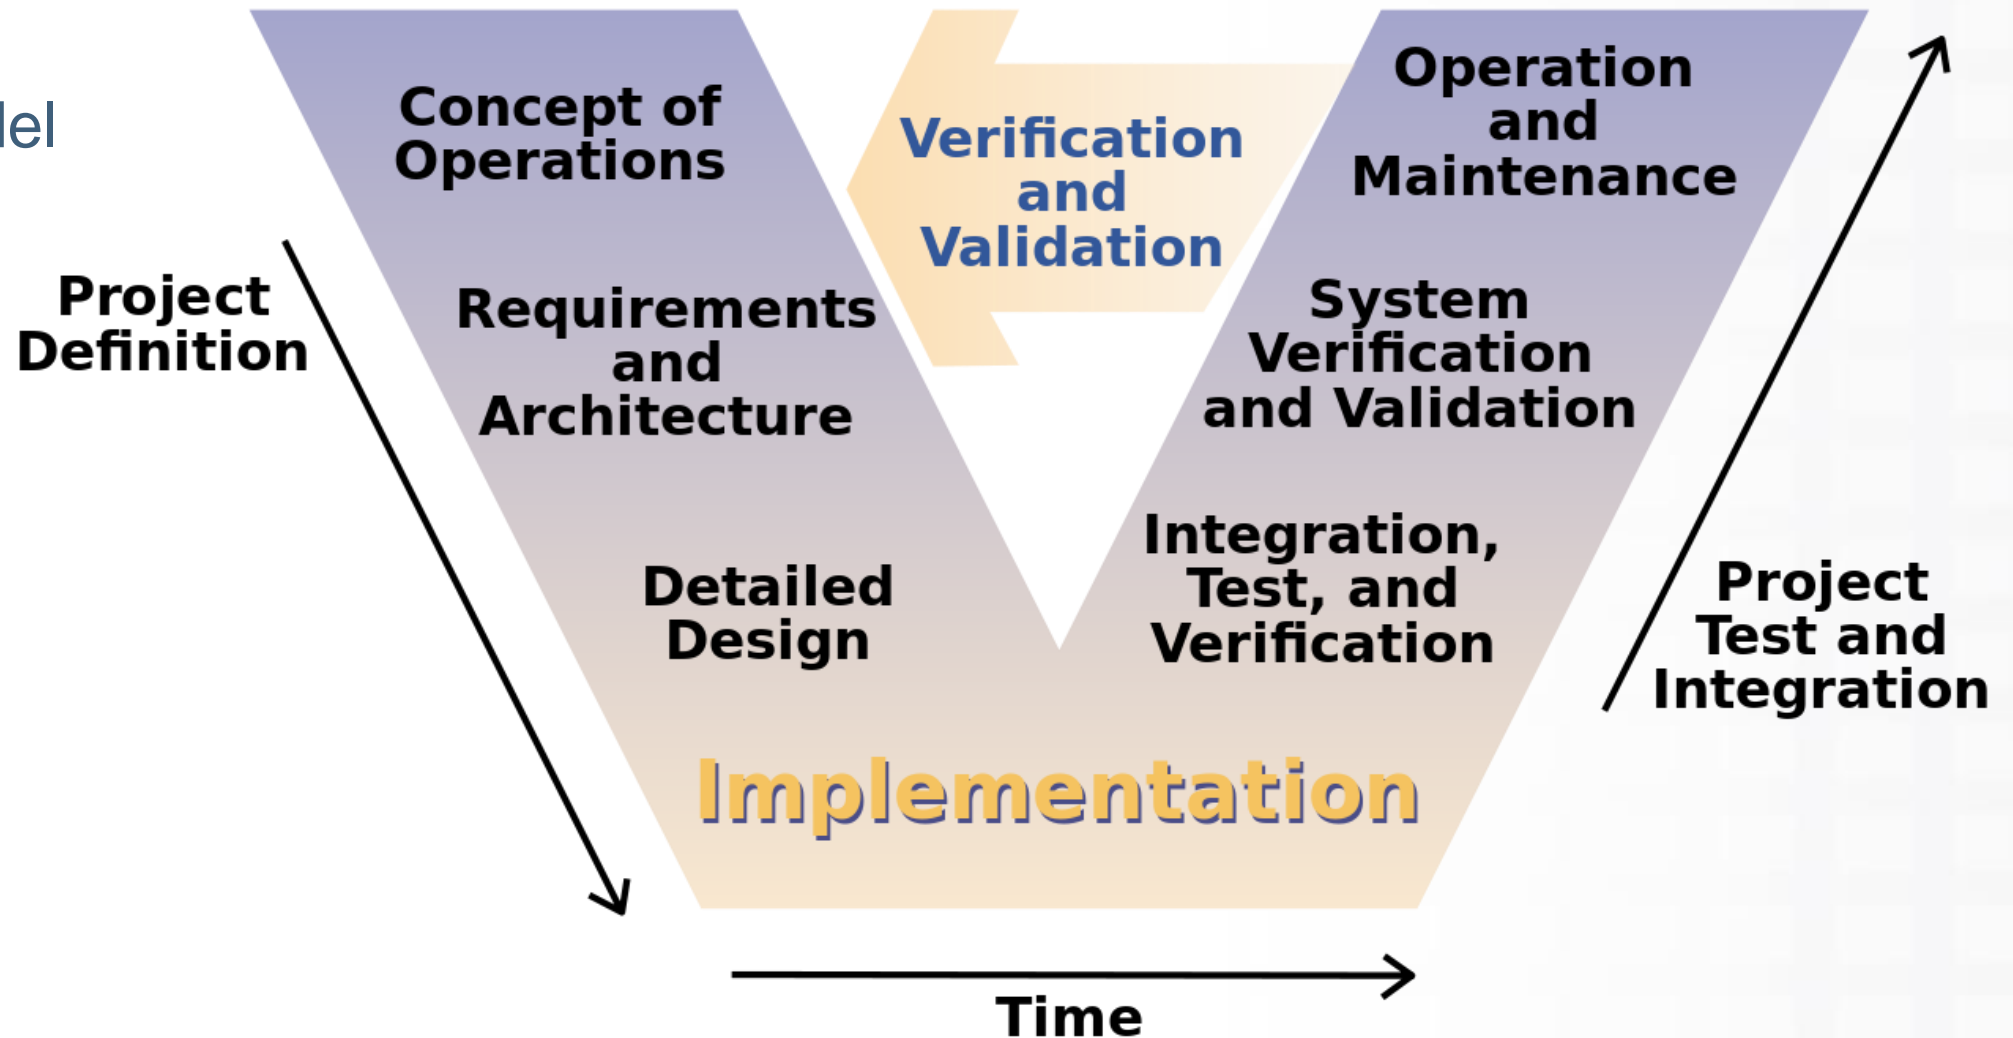 Concept of
Operations
Verification
and
Validation
Operation
and
Maintenance
Project
Definition
Requirements
and
Architecture
System
Verification
and Validation
Detailed
Design
Integration,
Test, and
Verification
Project
Test and
Integration
Implementation
Time